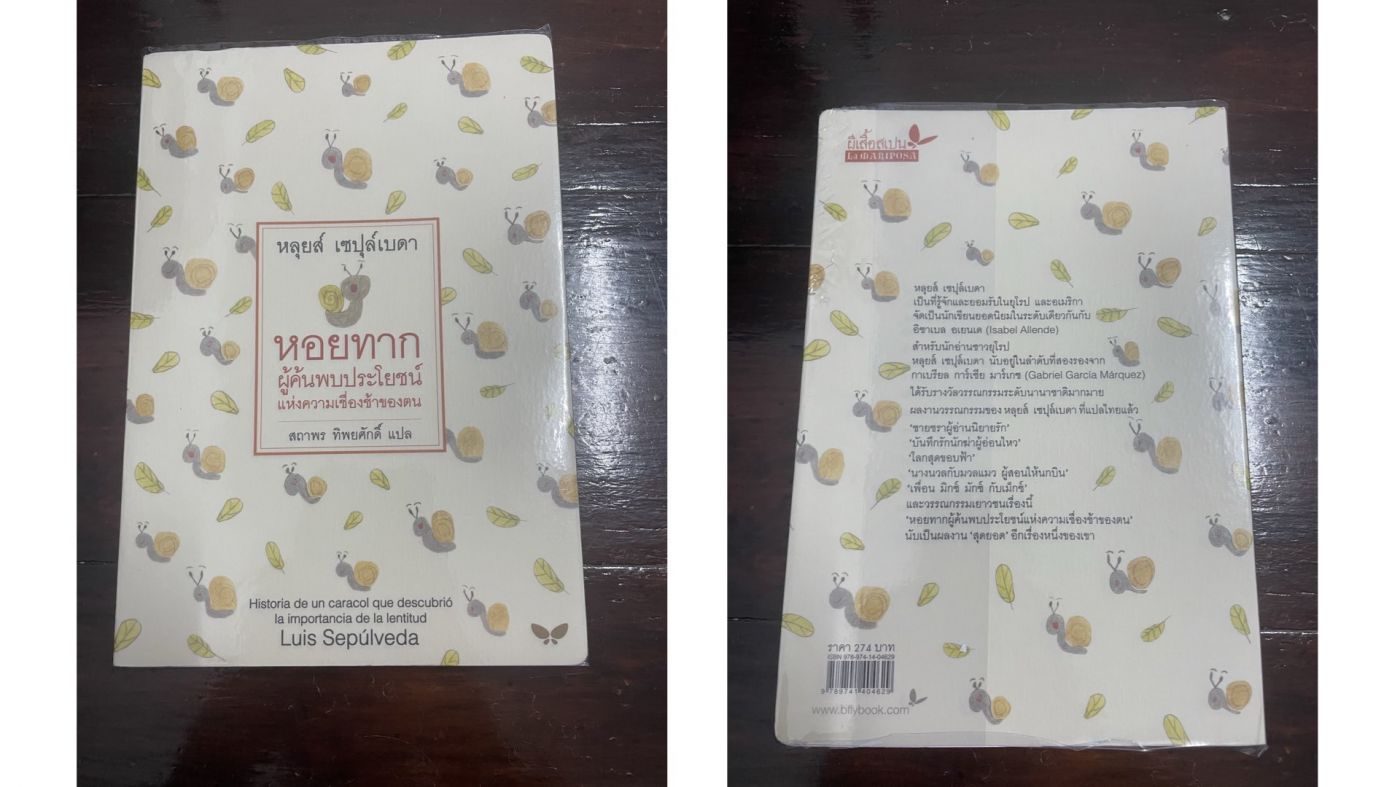 หลุยส์ เซปุล์เบดา
หอยทาก
ผู้ค้นพบประโยชน์
แห่งความเชื่องช้าของตน
สถาพร ทิพยศักดิ์ แปล
Historia de un caracol que descubrió
la importancia de la lentitud
Luis Sepúlveda
ผีเสื้อสเปน
La MARIPOSA
หลุยส์ เซปุล์เบดา
เป็นที่รู้จักและยอมรับในยุโรป และอเมริกา
จัดเป็นนักเขียนยอดนิยมในระดับเดียวกันกับ
อิซาเบล อเยนเด (Isabel Allende)
สำหรับนักอ่านชาวยุโรป
หลุยส์ เซปุล์เบดา นับอยู่ในลำดับที่สองรองจาก
กาเบรียล การ์เซีย มาร์เกซ (Gabriel García Márquez)
ได้รับรางวัลวรรณกรรมระดับนานาชาติมากมาย
ผลงานวรรณกรรมของ หลุยส์ เซปุล์เบดา ที่แปลไทยแล้ว
‘ชายชราผู้อ่านนิยายรัก’
‘บันทึกรักนักฆ่าผู้อ่อนไหว’
‘โลกสุดขอบฟ้า’
‘นางนวลกับมวลแมว ผู้สอนให้นกบิน’
‘เพื่อน มิกซ์ มักซ์ กับเม็กซ์’
และวรรณกรรมเยาวชนเรื่องนี้
‘หอยทากผู้ค้นพบประโยชน์แห่งความเชื่องช้าของตน’
นับเป็นผลงาน ‘สุดยอด’ อีกเรื่องหนึ่งของเขา
ราคา 274 บาท
ISBN 978-974-14-04629
9 789741 404629
www.bflybook.com